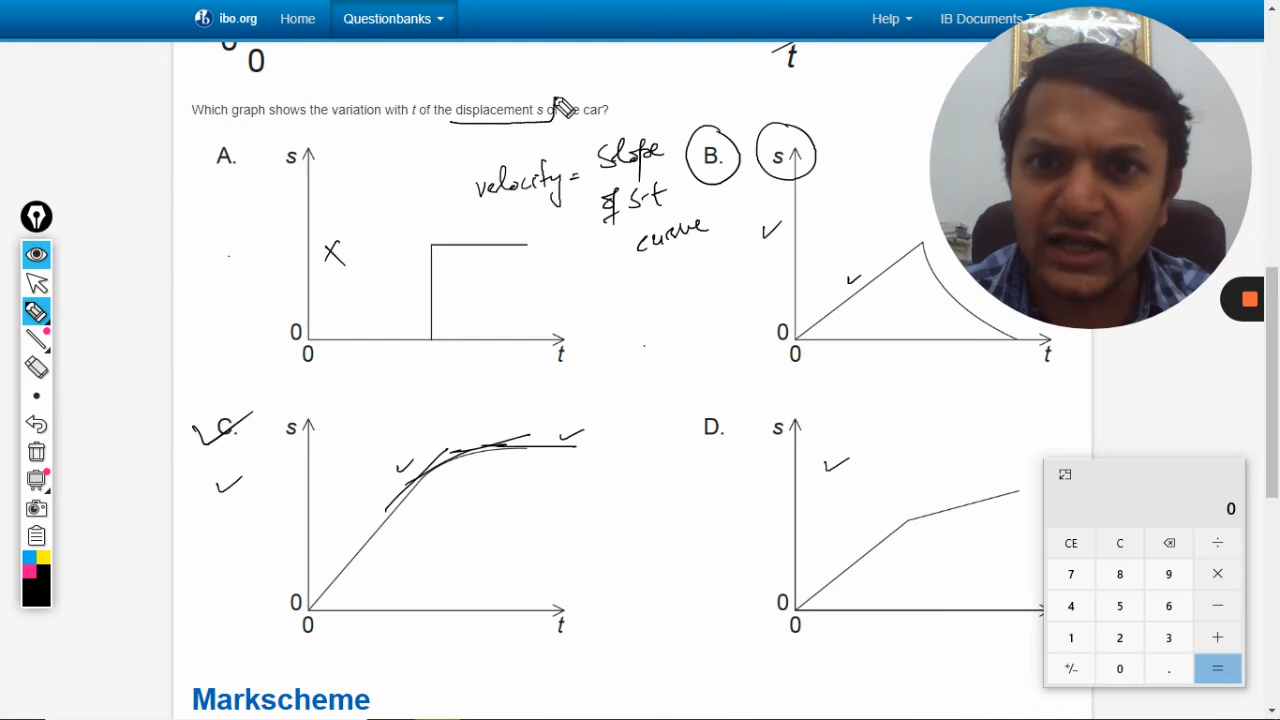 ibo.org Home Questionbanks Help IB Documents T
0
0
t
Which graph shows the variation with t of the displacement s of the car?
A.
s
0
0
t
velocity = slope
of s-t
curve
B.
s
0
0
t
C.
s
0
0
t
D.
s
0
0
0
CE C ÷
7 8 9 ×
4 5 6 −
1 2 3 +
+/− 0 . =
Markscheme